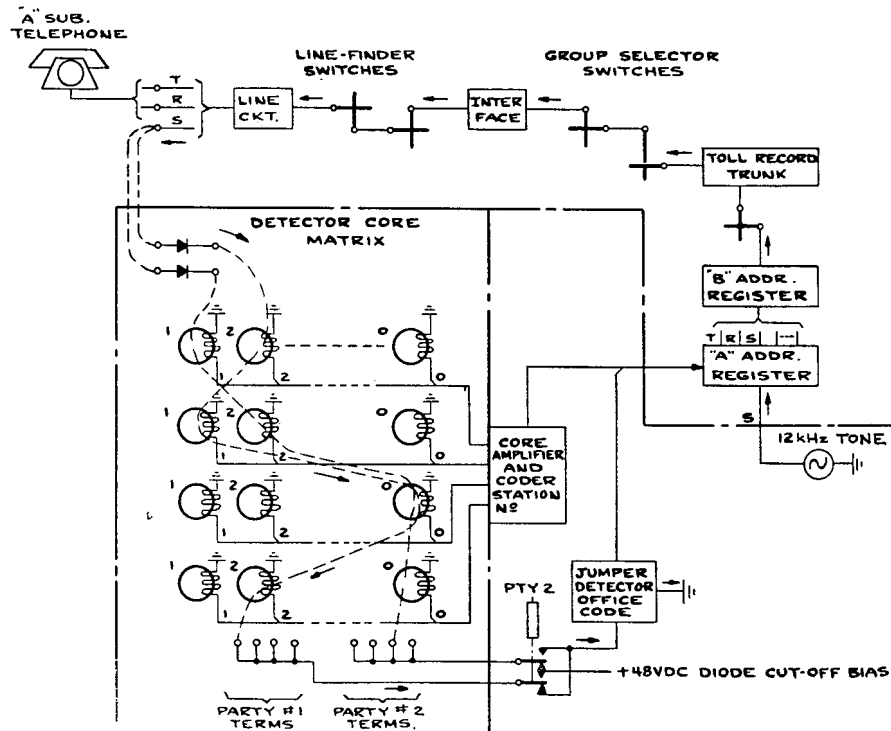 "A" SUB.
TELEPHONE
LINE-FINDER
SWITCHES
GROUP SELECTOR
SWITCHES
T
R
S
LINE
CKT.
INTER
FACE
TOLL RECORD
TRUNK
DETECTOR CORE
MATRIX
"B" ADDR.
REGISTER
T R S
"A" ADDR.
REGISTER
S
12KHz TONE
1 2 0
1 2 0
1 2 0
1 2 0
1 2 0
1 2 0
1 2 0
1 2 0
CORE
AMPLIFIER
AND
CODER
STATION
Nº
JUMPER
DETECTOR
OFFICE
CODE
PTY 2
+48VDC DIODE CUT-OFF BIAS
PARTY #1
TERMS
PARTY #2
TERMS.